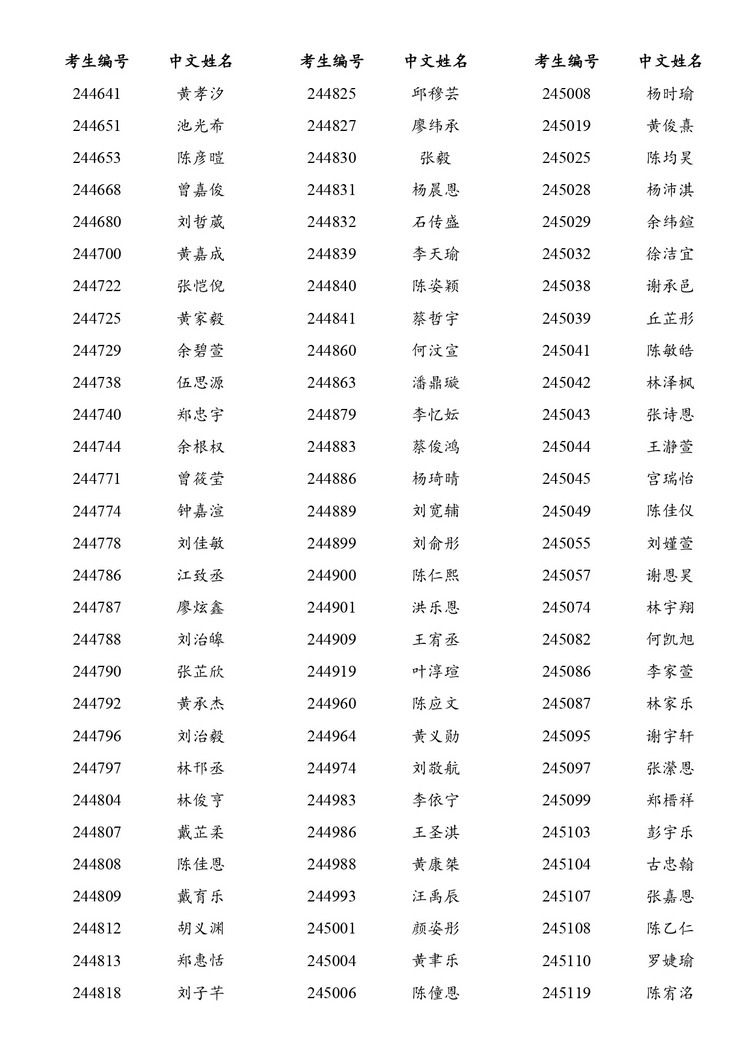 考生编号 中文姓名 考生编号 中文姓名 考生编号 中文姓名
244641 黄孝汐 244825 邱穆芸 245008 杨时瑜
244651 池光希 244827 廖纬承 245019 黄俊熹
244653 陈彦暟 244830 张毅 245025 陈均昊
244668 曾嘉俊 244831 杨晨恩 245028 杨沛淇
244680 刘哲葳 244832 石传盛 245029 余纬鍹
244700 黄嘉成 244839 李天瑜 245032 徐洁宜
244722 张恺倪 244840 陈姿颖 245038 谢承邑
244725 黄家毅 244841 蔡哲宇 245039 丘芷彤
244729 余碧萱 244860 何汶宣 245041 陈敏皓
244738 伍思源 244863 潘鼎璇 245042 林泽枫
244740 郑忠宇 244879 李忆妘 245043 张诗恩
244744 余根权 244883 蔡俊鸿 245044 王瀞萱
244771 曾筱莹 244886 杨琦晴 245045 宫瑞怡
244774 钟嘉渲 244889 刘宽辅 245049 陈佳仪
244778 刘佳敏 244899 刘俞彤 245055 刘嫤萱
244786 江致丞 244900 陈仁熙 245057 谢恩昊
244787 廖炫鑫 244901 洪乐恩 245074 林宇翔
244788 刘治皞 244909 王宥丞 245082 何凯旭
244790 张芷欣 244919 叶淳瑄 245086 李家萱
244792 黄承杰 244960 陈应文 245087 林家乐
244796 刘治毅 244964 黄义勋 245095 谢宇轩
244797 林邗丞 244974 刘敬航 245097 张潆恩
244804 林俊亨 244983 李依宁 245099 郑榗祥
244807 戴芷柔 244986 王圣淇 245103 彭宇乐
244808 陈佳恩 244988 黄康桀 245104 古忠翰
244809 戴育乐 244993 汪禹辰 245107 张嘉恩
244812 胡义渊 245001 颜姿彤 245108 陈乙仁
244813 郑惠恬 245004 黄聿乐 245110 罗婕瑜
244818 刘子芊 245006 陈僮恩 245119 陈宥洺